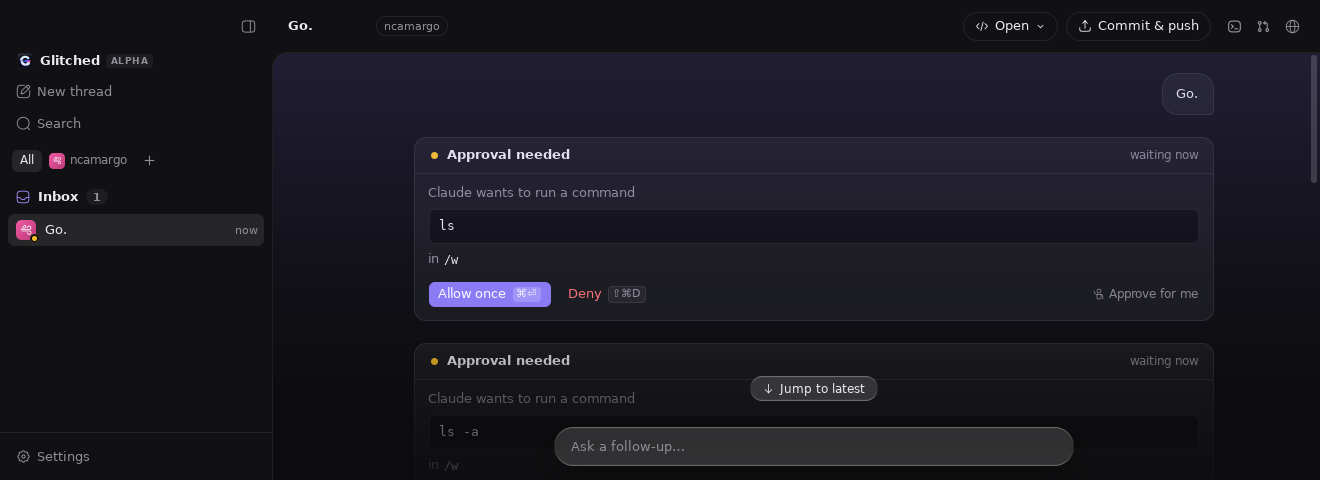 Go.
ncamargo
Open
Commit & push
Glitched ALPHA
New thread
Search
All
ncamargo
Inbox 1
Go. now
Settings
Go.
Approval needed
waiting now
Claude wants to run a command
ls
in /w
Allow once ⌘⏎
Deny ⇧⌘D
Approve for me
Approval needed
waiting now
Jump to latest
Claude wants to run a command
ls -a
Ask a follow-up...
in /w